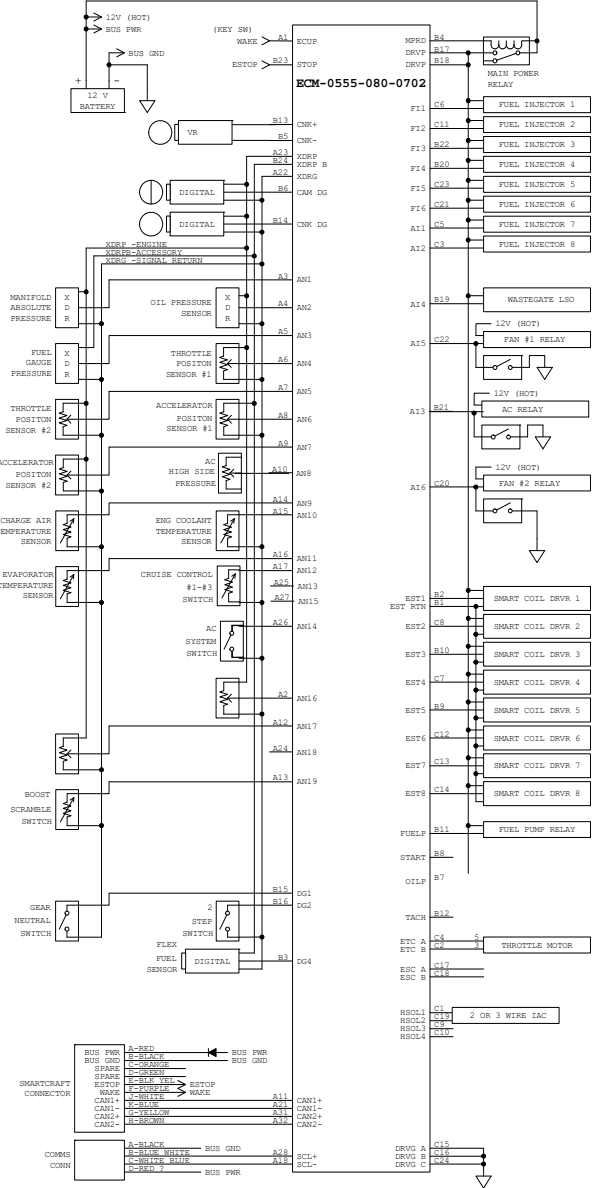 12V (HOT)
BUS PWR
BUS GND
+ -
12 V
BATTERY
(KEY SW)
WAKE A1 ECUP
ESTOP B23 STOP
ECM-0555-080-0702
MPRD B4
DRVP B17
DRVP B18
MAIN POWER
RELAY
VR B13 CNK+
B5 CNK-
A23 XDRP
B24 XDRP B
A22 XDRG
DIGITAL B6 CAM DG
DIGITAL B14 CNK DG
XDRP -ENGINE
XDRPB-ACCESSORY
XDRG -SIGNAL RETURN
FI1 C6 FUEL INJECTOR 1
FI2 C11 FUEL INJECTOR 2
FI3 B22 FUEL INJECTOR 3
FI4 B20 FUEL INJECTOR 4
FI5 C23 FUEL INJECTOR 5
FI6 C21 FUEL INJECTOR 6
AI1 C5 FUEL INJECTOR 7
AI2 C3 FUEL INJECTOR 8
A3 AN1
MANIFOLD
ABSOLUTE
PRESSURE
X
D
R
OIL PRESSURE
SENSOR
X
D
R
A4 AN2
A5 AN3
FUEL
GAUGE
PRESSURE
X
D
R
THROTTLE
POSITON
SENSOR #1
A6 AN4
A7 AN5
THROTTLE
POSITON
SENSOR #2
ACCELERATOR
POSITON
SENSOR #1
A8 AN6
A9 AN7
ACCELERATOR
POSITON
SENSOR #2
AC
HIGH SIDE
PRESSURE
A10 AN8
A14 AN9
A15 AN10
CHARGE AIR
TEMPERATURE
SENSOR
ENG COOLANT
TEMPERATURE
SENSOR
A16 AN11
A17 AN12
EVAPORATOR
TEMPERATURE
SENSOR
CRUISE CONTROL
#1-#3
SWITCH
A25 AN13
A27 AN15
A26 AN14
AC
SYSTEM
SWITCH
A2 AN16
A12 AN17
A24 AN18
A13 AN19
BOOST
SCRAMBLE
SWITCH
B15 DG1
B16 DG2
GEAR
NEUTRAL
SWITCH
2
STEP
SWITCH
FLEX
FUEL
SENSOR
DIGITAL B3 DG4
AI4 B19 WASTEGATE LSO
12V (HOT)
AI5 C22 FAN #1 RELAY
12V (HOT)
AI3 B21 AC RELAY
12V (HOT)
AI6 C20 FAN #2 RELAY
EST1 B2 SMART COIL DRVR 1
EST RTN B1
EST2 C8 SMART COIL DRVR 2
EST3 B10 SMART COIL DRVR 3
EST4 C7 SMART COIL DRVR 4
EST5 B9 SMART COIL DRVR 5
EST6 C12 SMART COIL DRVR 6
EST7 C13 SMART COIL DRVR 7
EST8 C14 SMART COIL DRVR 8
FUELP B11 FUEL PUMP RELAY
START B8
OILP B7
TACH B12
ETC A C4 5 THROTTLE MOTOR
ETC B C2 3
ESC A C17
ESC B C18
HSOL1 C1
HSOL2 C19
HSOL3 C9
HSOL4 C10
2 OR 3 WIRE IAC
SMARTCRAFT
CONNECTOR
BUS PWR A-RED BUS PWR
BUS GND B-BLACK BUS GND
SPARE C-ORANGE
SPARE D-GREEN
ESTOP E-BLK YEL ESTOP
WAKE F-PURPLE WAKE
CAN1+ J-WHITE A11 CAN1+
CAN1- K-BLUE A21 CAN1-
CAN2+ G-YELLOW A31 CAN2+
CAN2- H-BROWN A32 CAN2-
COMMS
CONN
A-BLACK BUS GND
B-BLUE WHITE A28 SCL+
C-WHITE BLUE A18 SCL-
D-RED ? BUS PWR
DRVG A C15
DRVG B C16
DRVG C C24